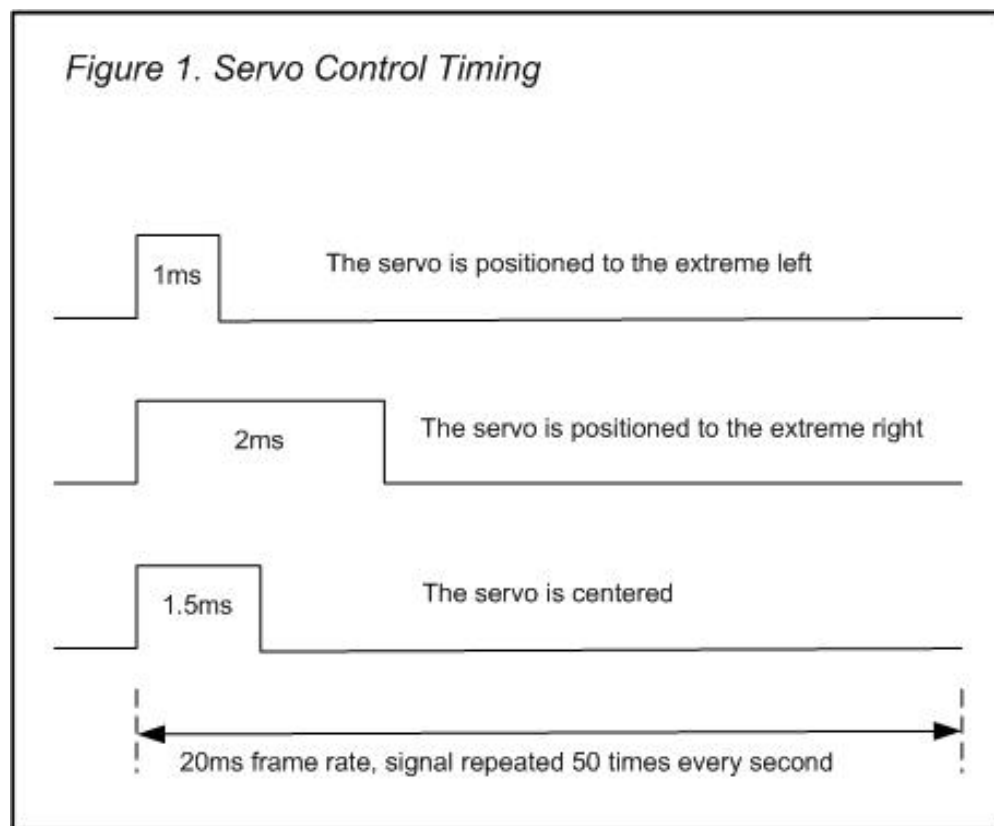 Figure 1. Servo Control Timing
1ms
The servo is positioned to the extreme left
2ms
The servo is positioned to the extreme right
1.5ms
The servo is centered
20ms frame rate, signal repeated 50 times every second